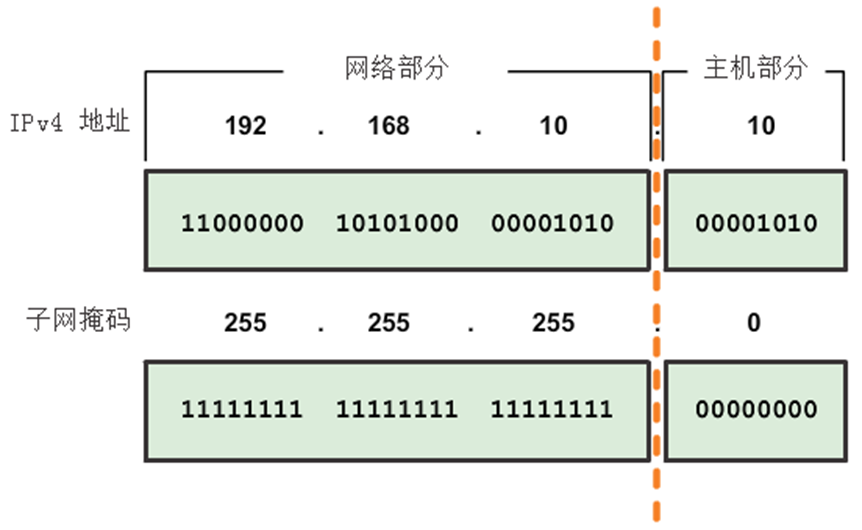 网络部分 主机部分
IPv4 地址 192 . 168 . 10 . 10
11000000 10101000 00001010 00001010
子网掩码 255 . 255 . 255 . 0
11111111 11111111 11111111 00000000